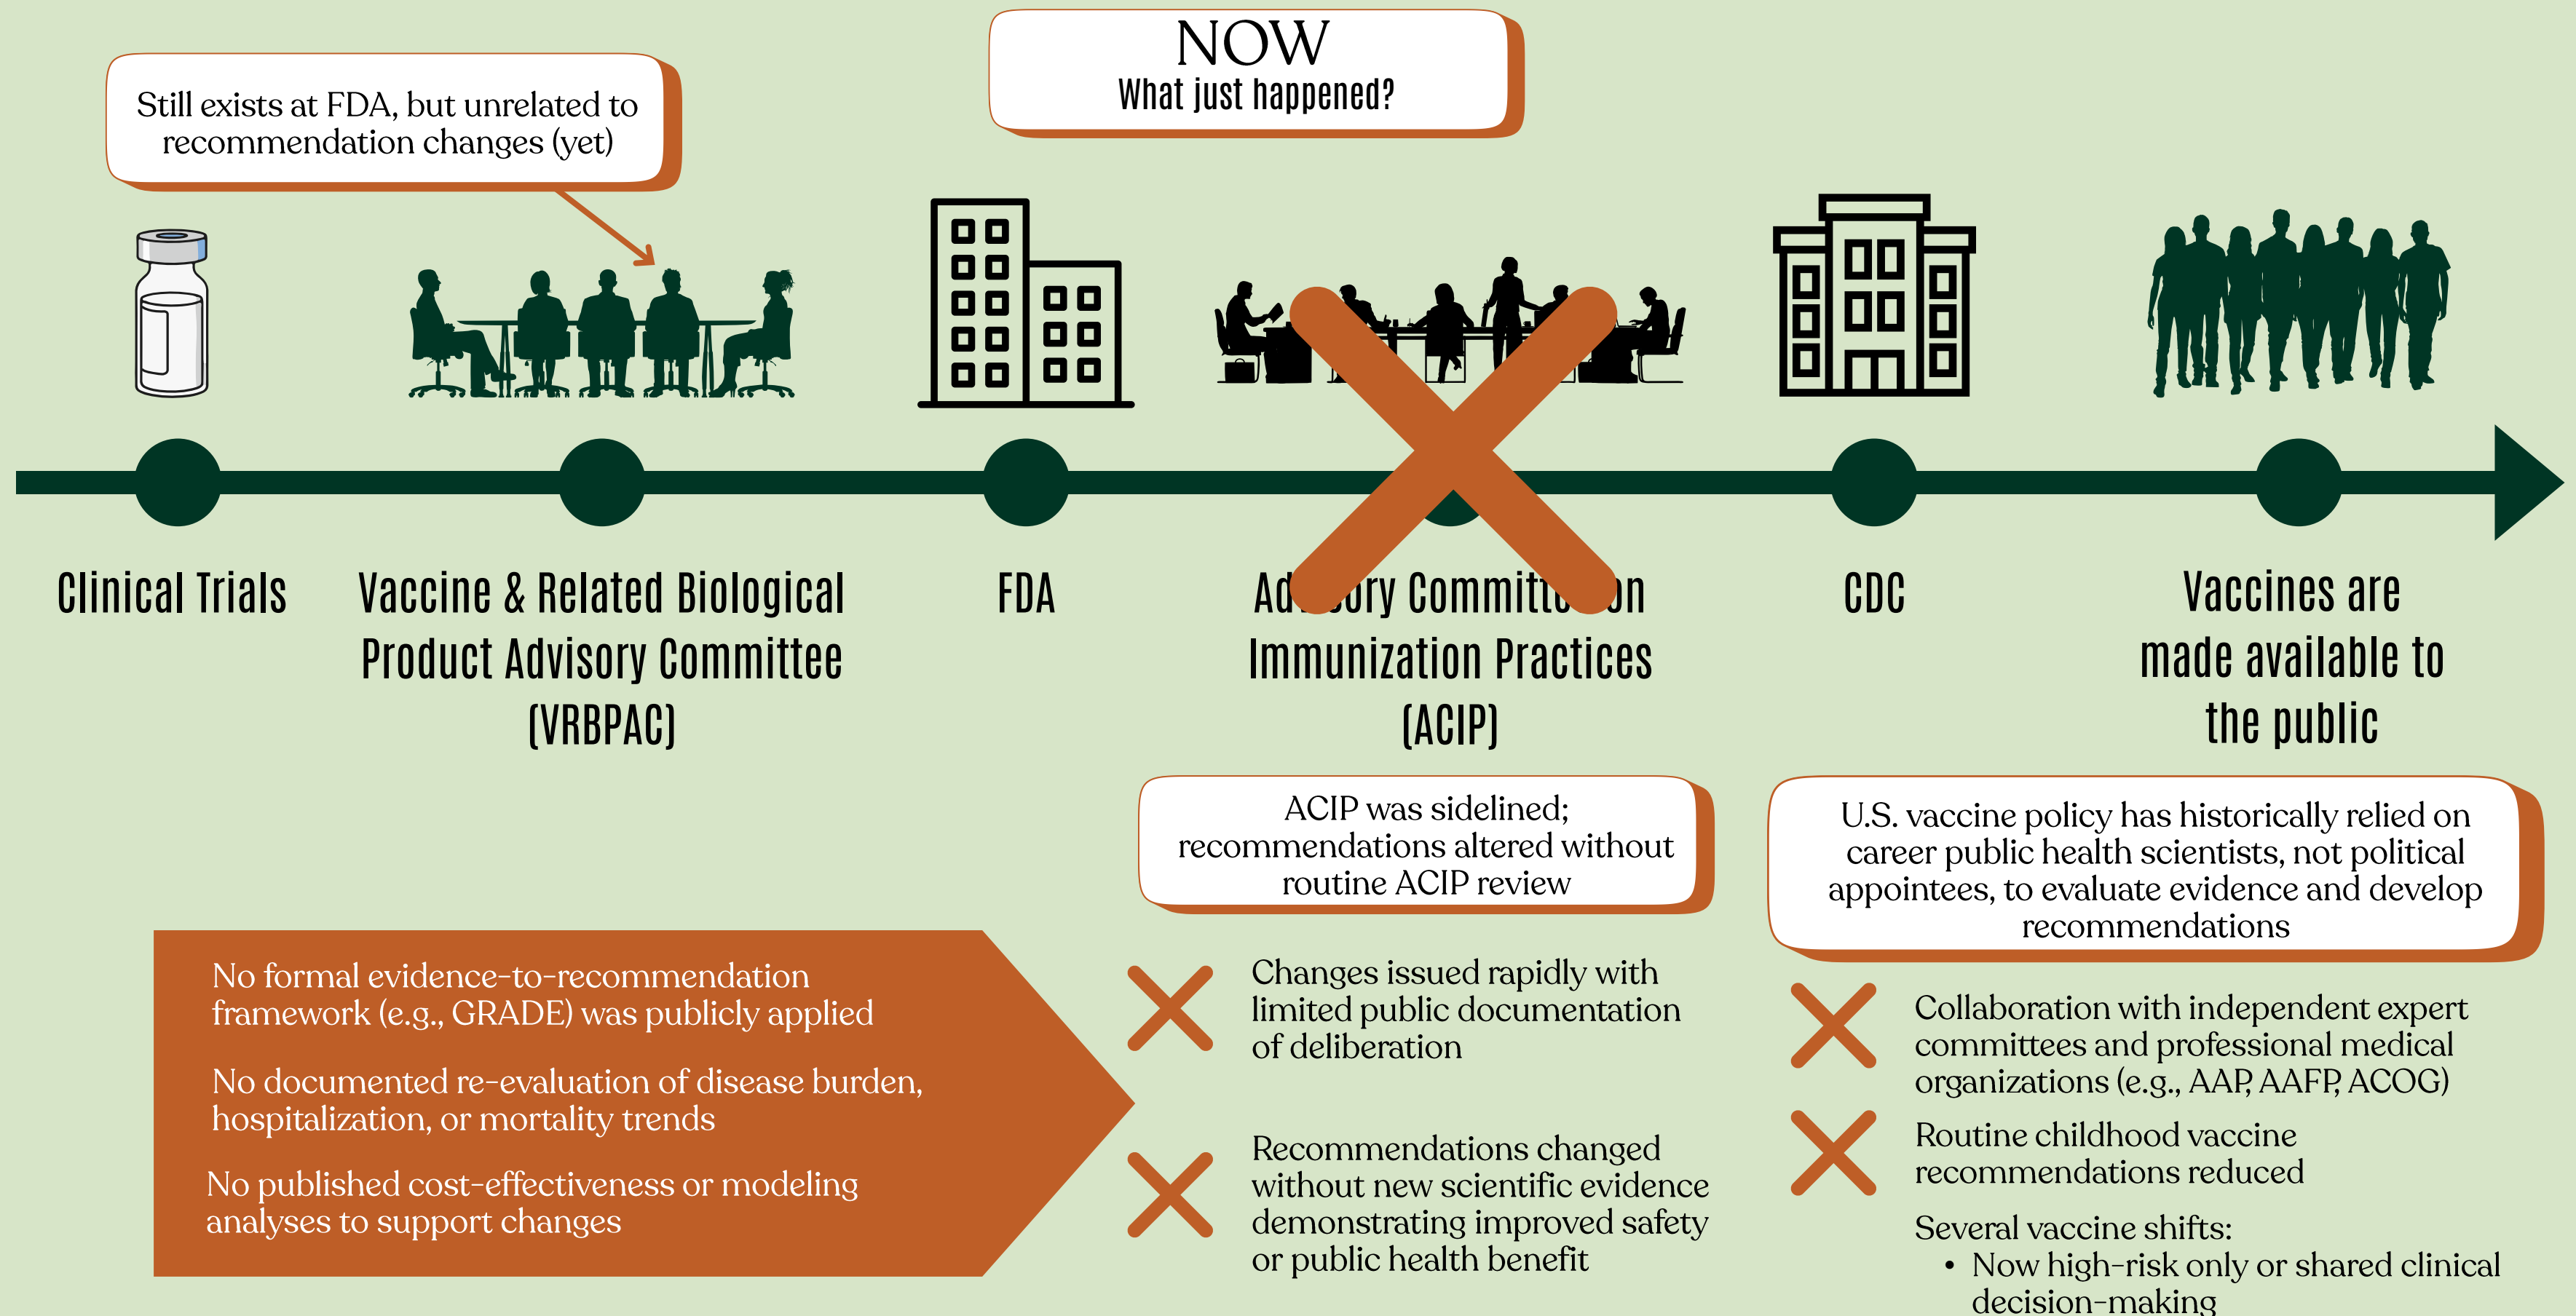 NOW
What just happened?
Still exists at FDA, but unrelated to
recommendation changes (yet)
Clinical Trials
Vaccine & Related Biological
Product Advisory Committee
(VRBPAC)
FDA
Advisory Committee on
Immunization Practices
(ACIP)
CDC
Vaccines are
made available to
the public
No formal evidence-to-recommendation
framework (e.g., GRADE) was publicly applied
No documented re-evaluation of disease burden,
hospitalization, or mortality trends
No published cost-effectiveness or modeling
analyses to support changes
ACIP was sidelined;
recommendations altered without
routine ACIP review
Changes issued rapidly with
limited public documentation
of deliberation
Recommendations changed
without new scientific evidence
demonstrating improved safety
or public health benefit
U.S. vaccine policy has historically relied on
career public health scientists, not political
appointees, to evaluate evidence and develop
recommendations
Collaboration with independent expert
committees and professional medical
organizations (e.g., AAP, AAFP, ACOG)
Routine childhood vaccine
recommendations reduced
Several vaccine shifts:
• Now high-risk only or shared clinical
decision-making